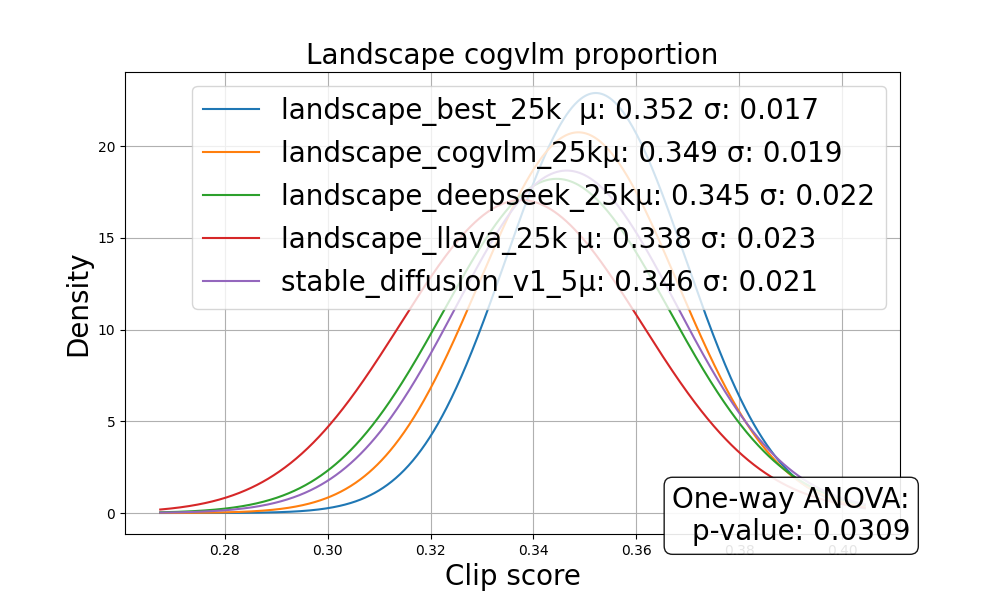 Landscape cogvlm proportion
landscape_best_25k  μ: 0.352 σ: 0.017
landscape_cogvlm_25kμ: 0.349 σ: 0.019
landscape_deepseek_25kμ: 0.345 σ: 0.022
landscape_llava_25k μ: 0.338 σ: 0.023
stable_diffusion_v1_5μ: 0.346 σ: 0.021
Density
20
15
10
5
0
One-way ANOVA:
p-value: 0.0309
0.28 0.30 0.32 0.34 0.36 0.38 0.40
Clip score